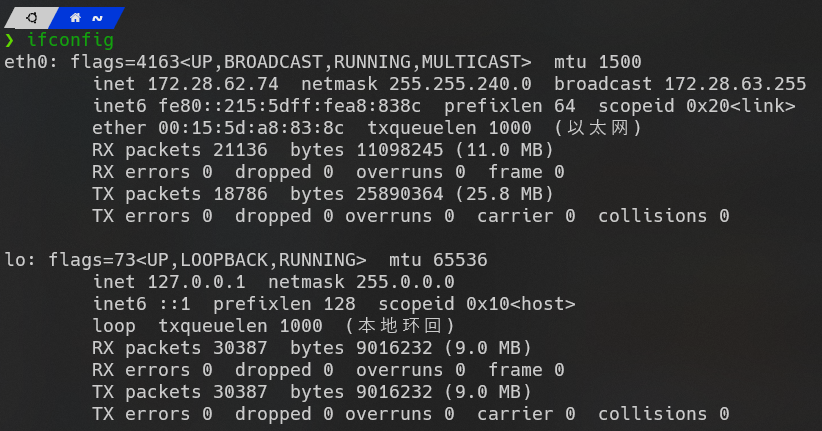 ~
❯ ifconfig
eth0: flags=4163<UP,BROADCAST,RUNNING,MULTICAST>  mtu 1500
        inet 172.28.62.74  netmask 255.255.240.0  broadcast 172.28.63.255
        inet6 fe80::215:5dff:fea8:838c  prefixlen 64  scopeid 0x20<link>
        ether 00:15:5d:a8:83:8c  txqueuelen 1000  (以太网)
        RX packets 21136  bytes 11098245 (11.0 MB)
        RX errors 0  dropped 0  overruns 0  frame 0
        TX packets 18786  bytes 25890364 (25.8 MB)
        TX errors 0  dropped 0 overruns 0  carrier 0  collisions 0

lo: flags=73<UP,LOOPBACK,RUNNING>  mtu 65536
        inet 127.0.0.1  netmask 255.0.0.0
        inet6 ::1  prefixlen 128  scopeid 0x10<host>
        loop  txqueuelen 1000  (本地环回)
        RX packets 30387  bytes 9016232 (9.0 MB)
        RX errors 0  dropped 0  overruns 0  frame 0
        TX packets 30387  bytes 9016232 (9.0 MB)
        TX errors 0  dropped 0 overruns 0  carrier 0  collisions 0